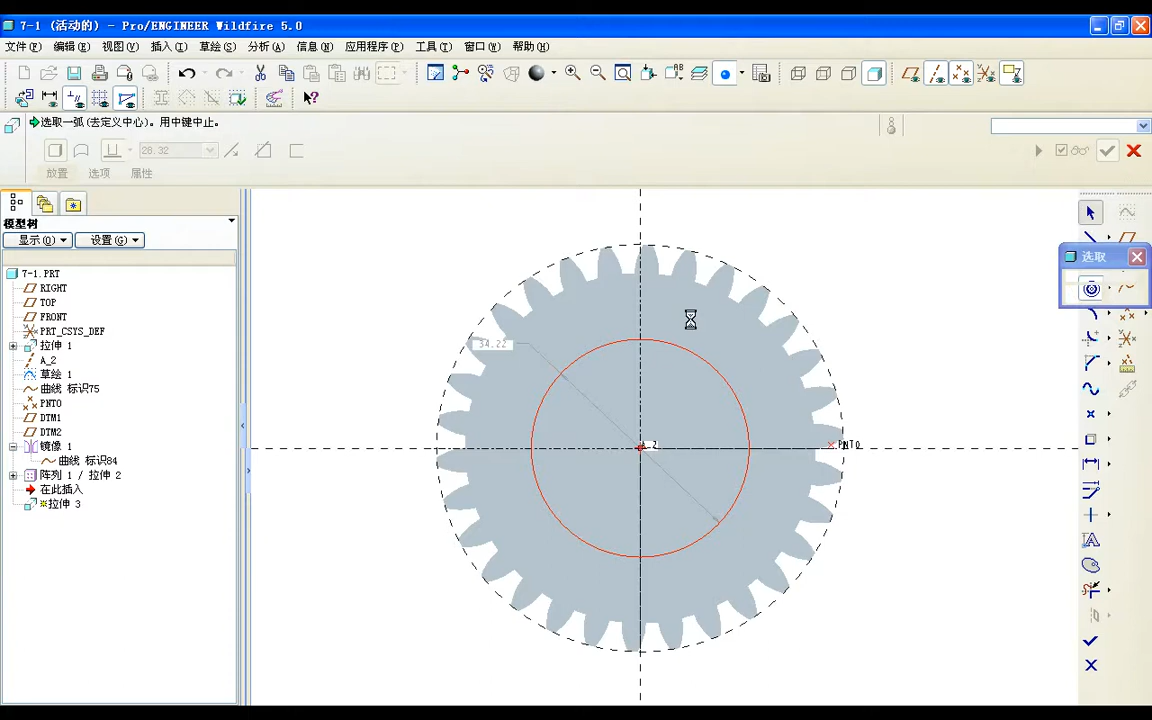 7-1 (活动的) - Pro/ENGINEER Wildfire 5.0
文件(F) 编辑(E) 视图(V) 插入(I) 草绘(S) 分析(A) 信息(N) 应用程序(P) 工具(T) 窗口(W) 帮助(H)
选取一弧(去定义中心)。用中键中止。
28.32
放置 选项 属性
模型树
显示(O) 设置(G)
7-1.PRT
RIGHT
TOP
FRONT
PRT_CSYS_DEF
拉伸 1
A_2
草绘 1
曲线 标识75
PNT0
DTM1
DTM2
镜像 1
曲线 标识84
阵列 1 / 拉伸 2
在此插入
拉伸 3
34.22
PNT0
选取